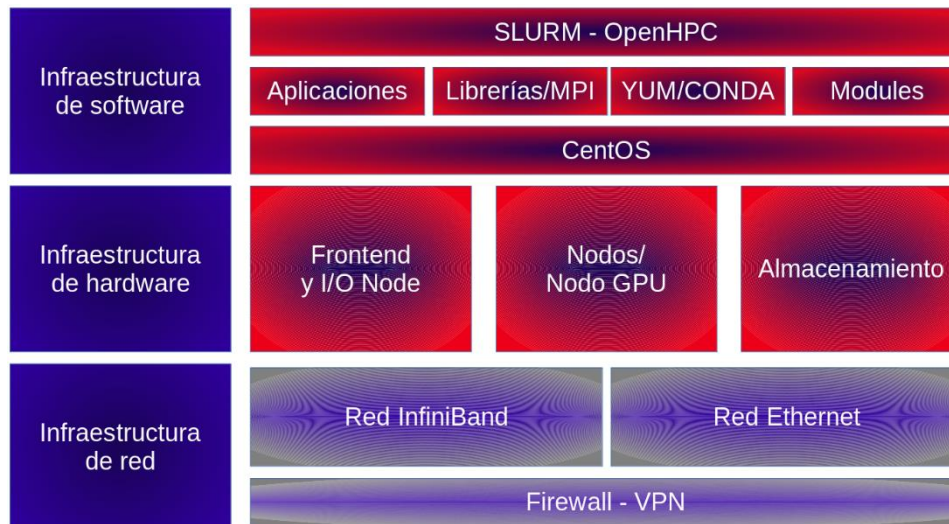 Infraestructura
de software
SLURM - OpenHPC
Aplicaciones
Librerías/MPI
YUM/CONDA
Modules
CentOS
Infraestructura
de hardware
Frontend
y I/O Node
Nodos/
Nodo GPU
Almacenamiento
Infraestructura
de red
Red InfiniBand
Red Ethernet
Firewall - VPN